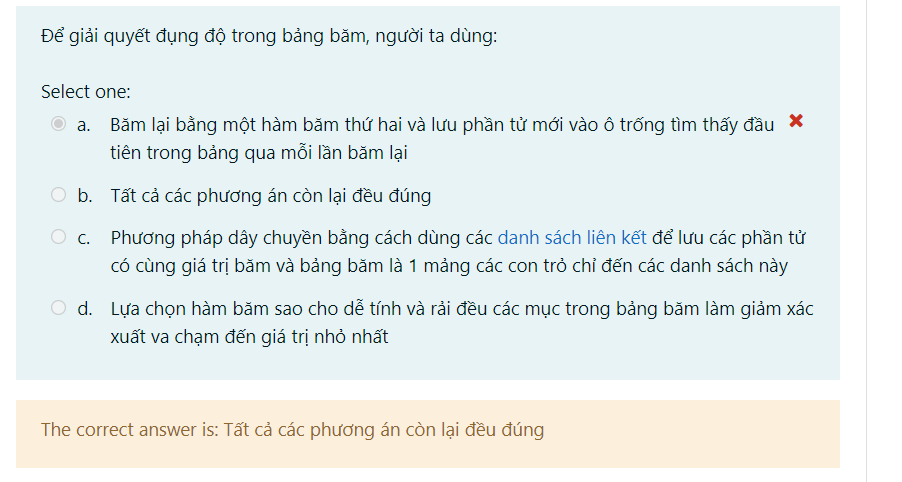 Để giải quyết đụng độ trong bảng băm, người ta dùng:
Select one:
a. Băm lại bằng một hàm băm thứ hai và lưu phần tử mới vào ô trống tìm thấy đầu
tiên trong bảng qua mỗi lần băm lại
b. Tất cả các phương án còn lại đều đúng
c. Phương pháp dây chuyền bằng cách dùng các danh sách liên kết để lưu các phần tử
có cùng giá trị băm và bảng băm là 1 mảng các con trỏ chỉ đến các danh sách này
d. Lựa chọn hàm băm sao cho dễ tính và rải đều các mục trong bảng băm làm giảm xác
xuất va chạm đến giá trị nhỏ nhất
The correct answer is: Tất cả các phương án còn lại đều đúng